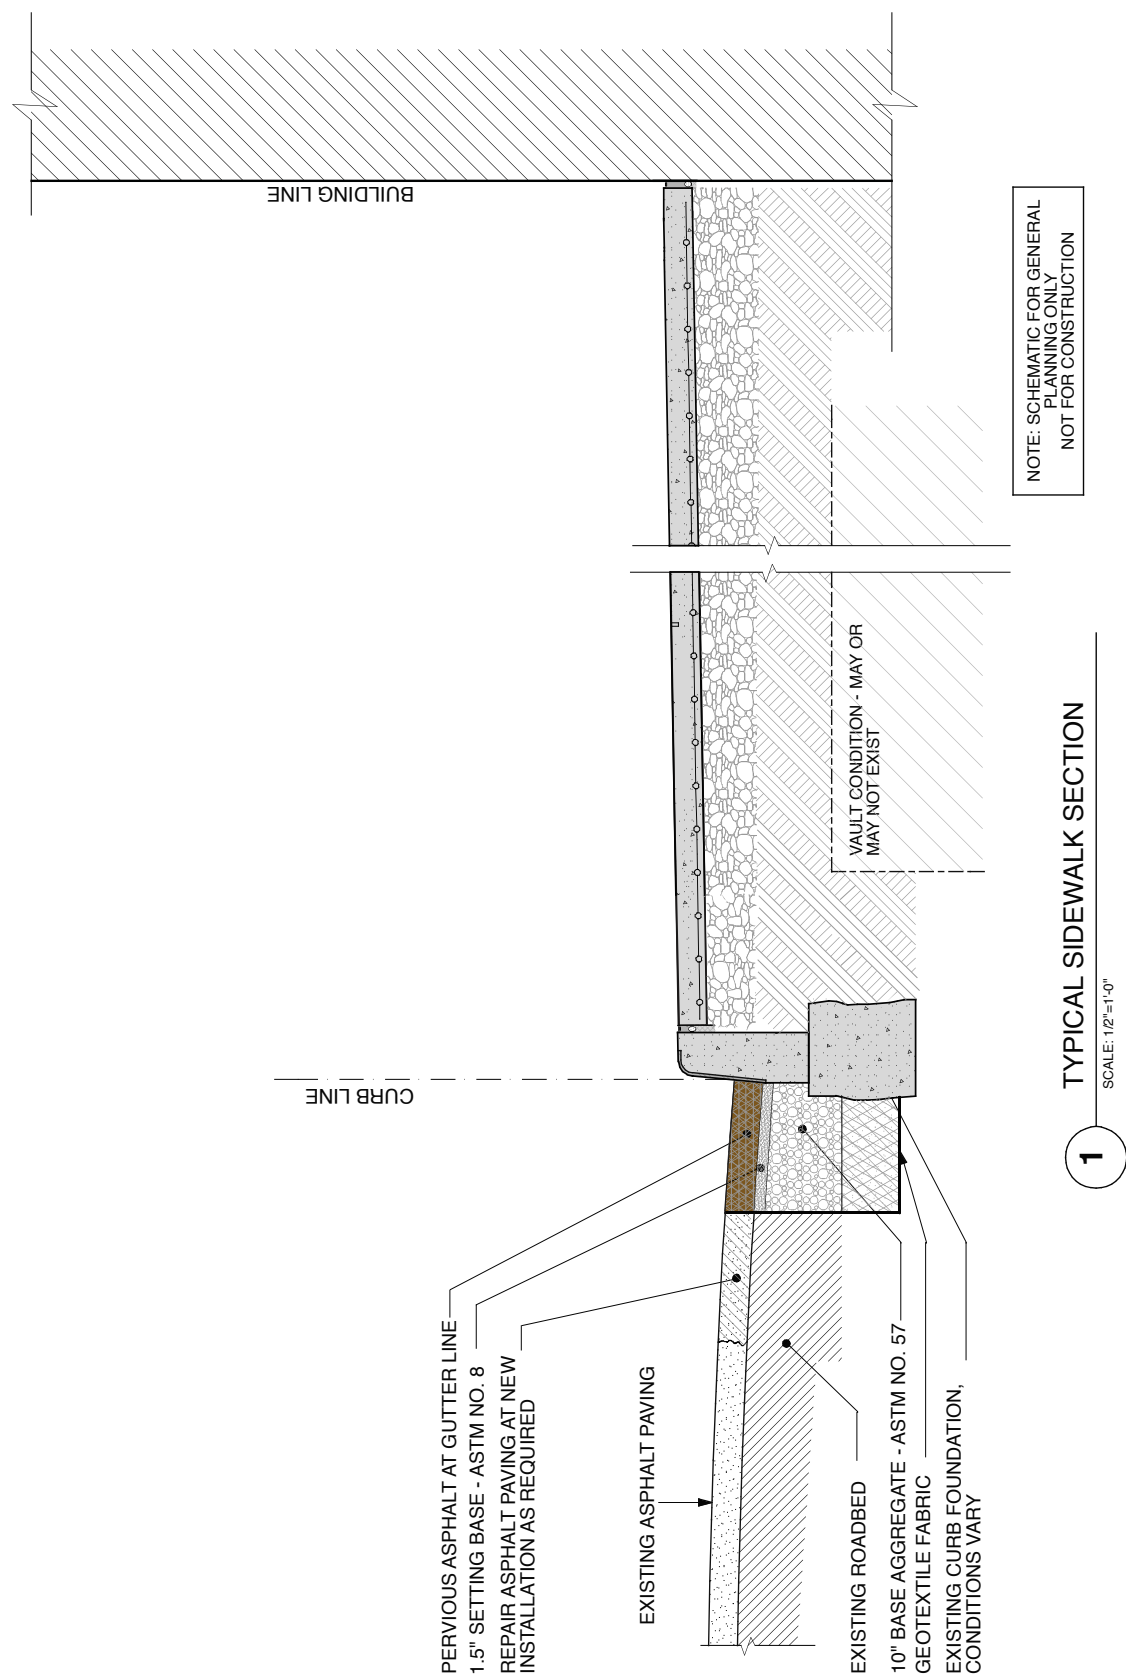 PERVIOUS ASPHALT AT GUTTER LINE
1.5" SETTING BASE - ASTM NO. 8
REPAIR ASPHALT PAVING AT NEW
INSTALLATION AS REQUIRED
EXISTING ASPHALT PAVING
EXISTING ROADBED
10" BASE AGGREGATE - ASTM NO. 57
GEOTEXTILE FABRIC
EXISTING CURB FOUNDATION,
CONDITIONS VARY
CURB LINE
BUILDING LINE
VAULT CONDITION - MAY OR
MAY NOT EXIST
1
TYPICAL SIDEWALK SECTION
SCALE: 1/2"=1'-0"
NOTE: SCHEMATIC FOR GENERAL
PLANNING ONLY
NOT FOR CONSTRUCTION